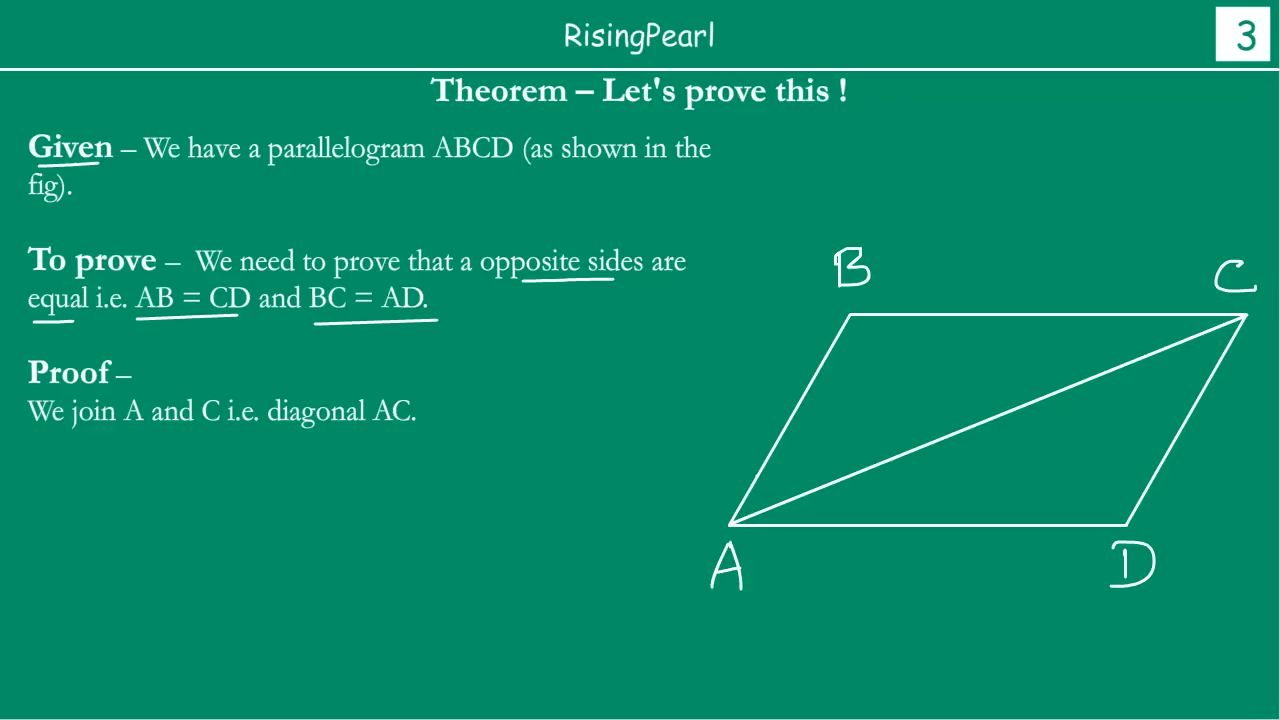 RisingPearl
3
Theorem – Let's prove this !
Given – We have a parallelogram ABCD (as shown in the
fig).
To prove – We need to prove that a opposite sides are
equal i.e. AB = CD and BC = AD.
Proof –
We join A and C i.e. diagonal AC.
B
C
A
D